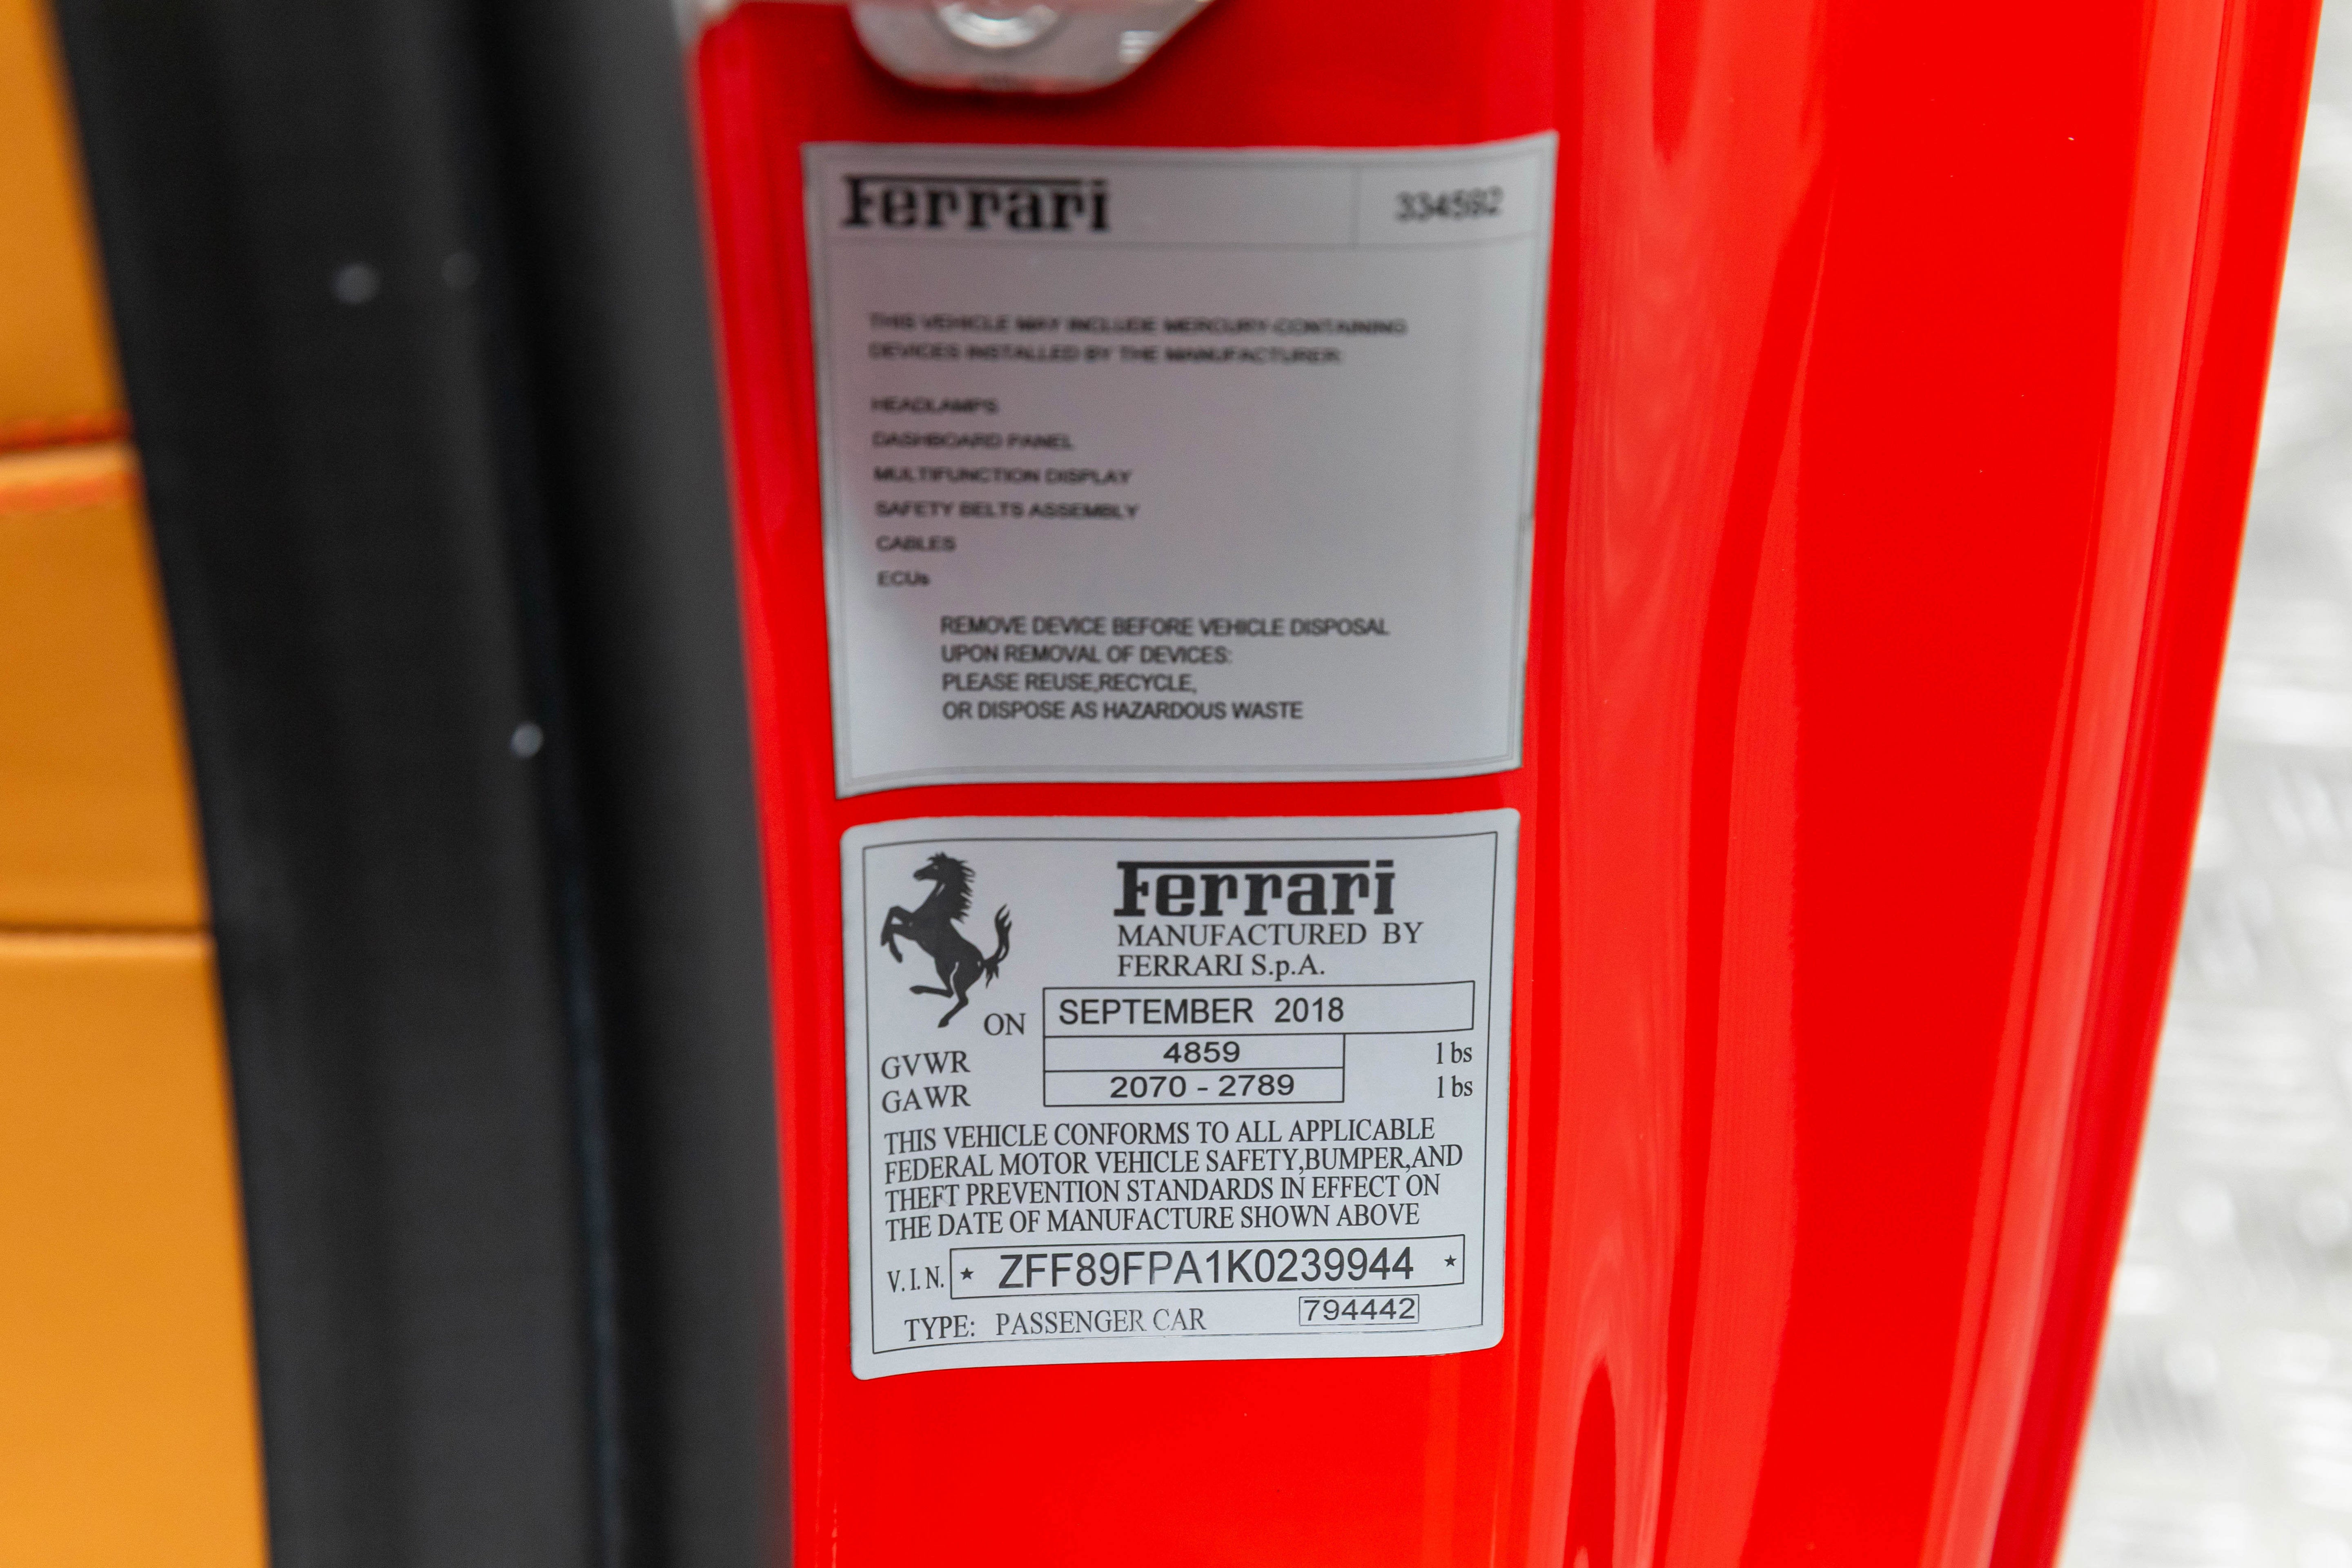 Ferrari 334592
THIS VEHICLE MAY INCLUDE MERCURY-CONTAINING
DEVICES INSTALLED BY THE MANUFACTURER:
HEADLAMPS
DASHBOARD PANEL
MULTIFUNCTION DISPLAY
SAFETY BELTS ASSEMBLY
CABLES
ECUs
REMOVE DEVICE BEFORE VEHICLE DISPOSAL
UPON REMOVAL OF DEVICES:
PLEASE REUSE,RECYCLE,
OR DISPOSE AS HAZARDOUS WASTE
Ferrari
MANUFACTURED BY
FERRARI S.p.A.
ON SEPTEMBER 2018
GVWR 4859 lbs
GAWR 2070 - 2789 lbs
THIS VEHICLE CONFORMS TO ALL APPLICABLE
FEDERAL MOTOR VEHICLE SAFETY,BUMPER,AND
THEFT PREVENTION STANDARDS IN EFFECT ON
THE DATE OF MANUFACTURE SHOWN ABOVE
V.I.N. ★ ZFF89FPA1K0239944 ★
TYPE: PASSENGER CAR 794442